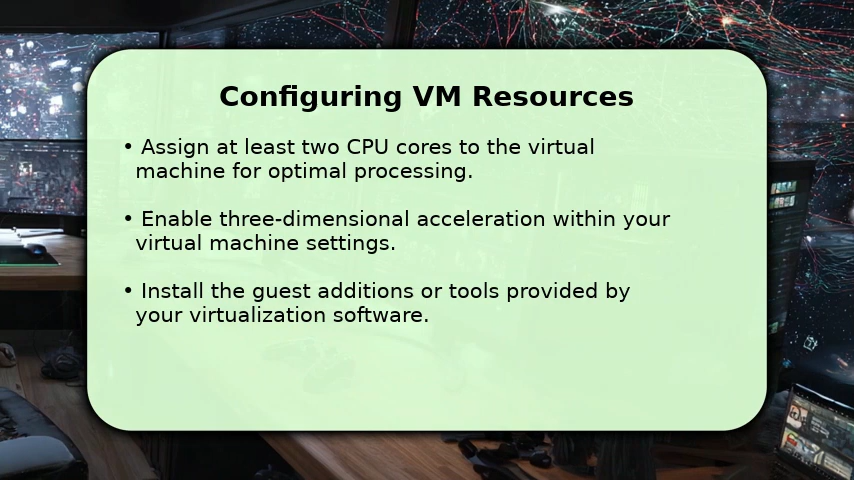 Configuring VM Resources
• Assign at least two CPU cores to the virtual
machine for optimal processing.
• Enable three-dimensional acceleration within your
virtual machine settings.
• Install the guest additions or tools provided by
your virtualization software.